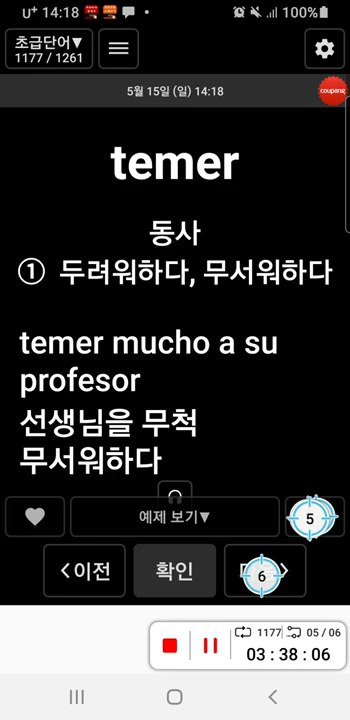 U+ 14:18 100%
초급단어▼
1177 / 1261
5월 15일 (일) 14:18
coupang
temer
동사
① 두려워하다, 무서워하다
temer mucho a su
profesor
선생님을 무척
무서워하다
예제 보기▼
5
<이전
확인
6
>
1177 05 / 06
03 : 38 : 06